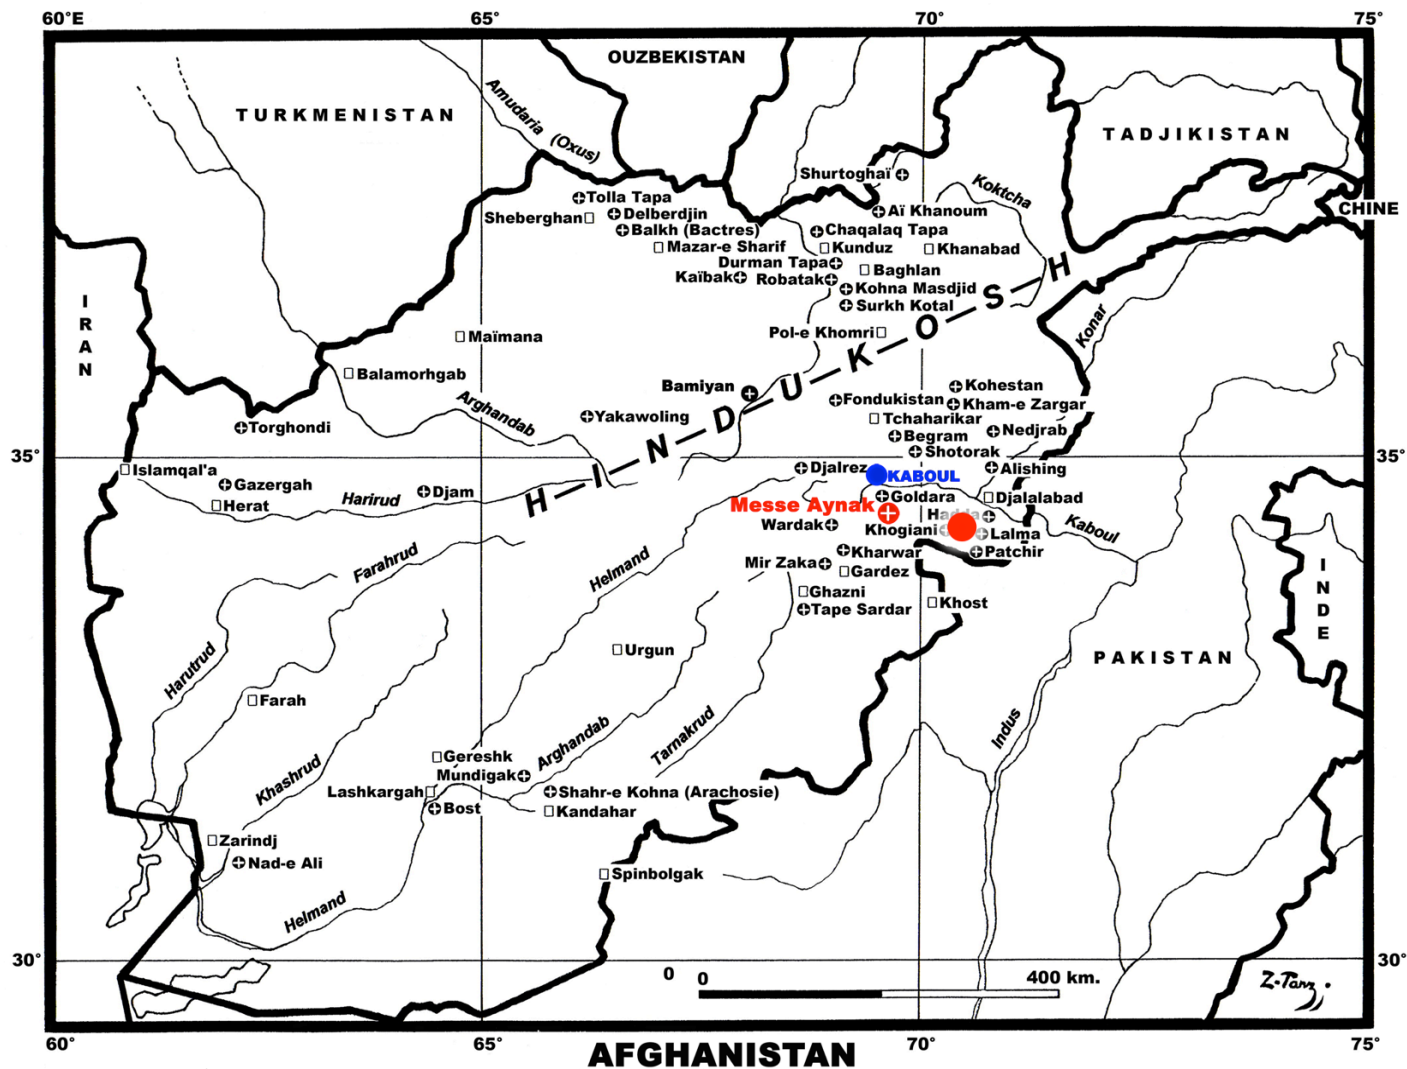 60°E 65° 70° 75°
OUZBEKISTAN
TURKMENISTAN
Amudaria (Oxus)
TADJIKISTAN
Shurtoghaï
Koktcha
Tolla Tapa
CHINE
Sheberghan
Delberdjin
Aï Khanoum
Balkh (Bactres)
Chaqalaq Tapa
Mazar-e Sharif
Kunduz
Khanabad
Durman Tapa
Baghlan
Kaïbak
Robatak
Kohna Masdjid
Surkh Kotal
IRAN
Konar
Maïmana
Pol-e Khomri
HINDUKOSH
Balamorhgab
Bamiyan
Kohestan
Arghandab
Fondukistan
Kham-e Zargar
Yakawoling
Tchaharikar
Torghondi
Nedjrab
Begram
35° 35°
Shotorak
Islamqal'a
Djalrez
Alishing
KABOUL
Gazergah
Djam
Goldara
Djalalabad
Harirud
Herat
Messe Aynak
Hadda
Wardak
Khogiani
Lalma
Kaboul
Farahrud
Helmand
Kharwar
Patchir
Mir Zaka
Gardez
Ghazni
Khost
Tape Sardar
INDE
Urgun
PAKISTAN
Harutrud
Farah
Indus
Arghandab
Tarnakrud
Gereshk
Mundigak
Khashrud
Lashkargah
Shahr-e Kohna (Arachosie)
Bost
Kandahar
Zarindj
Nad-e Ali
Spinbolgak
Helmand
30° 30°
0 0 400 km.
Z-Tarzi
60° 65° 70° 75°
AFGHANISTAN